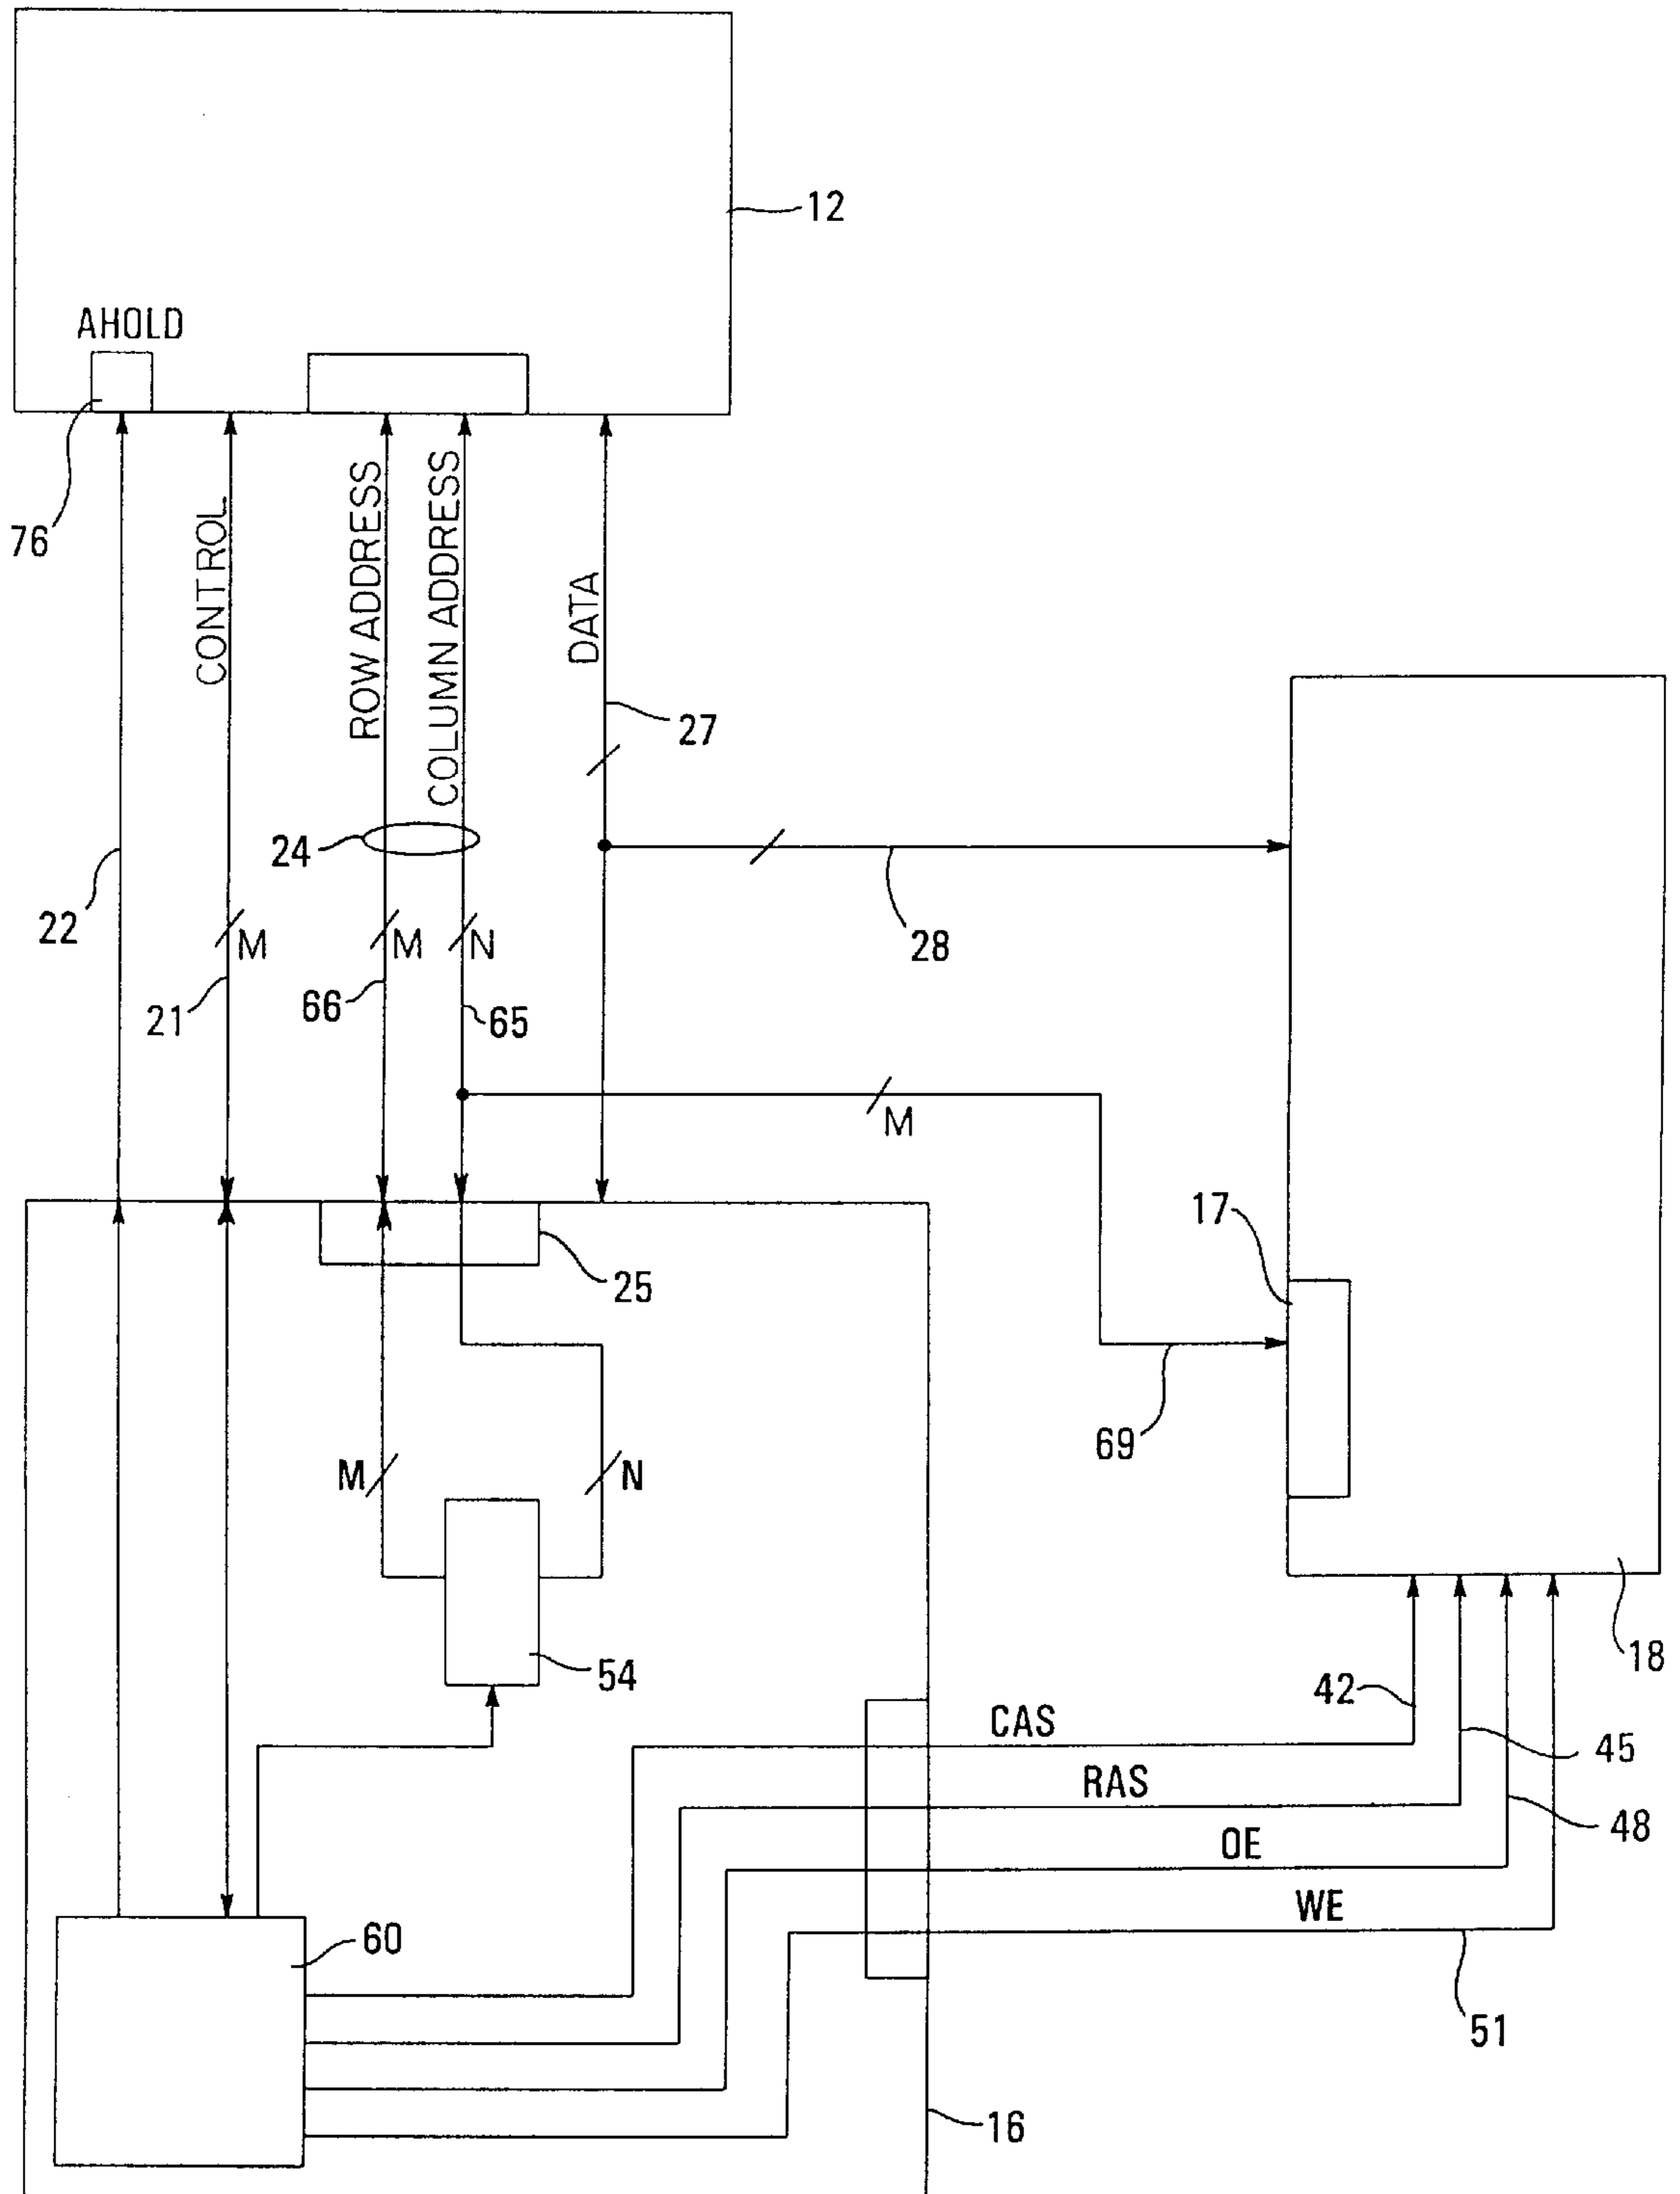 12
AHOLD
76
CONTROL
ROW ADDRESS
COLUMN ADDRESS
DATA
27
24
22
M
M
N
28
21
66
65
M
17
25
69
M
N
54
18
42
CAS
45
RAS
48
OE
WE
60
51
16